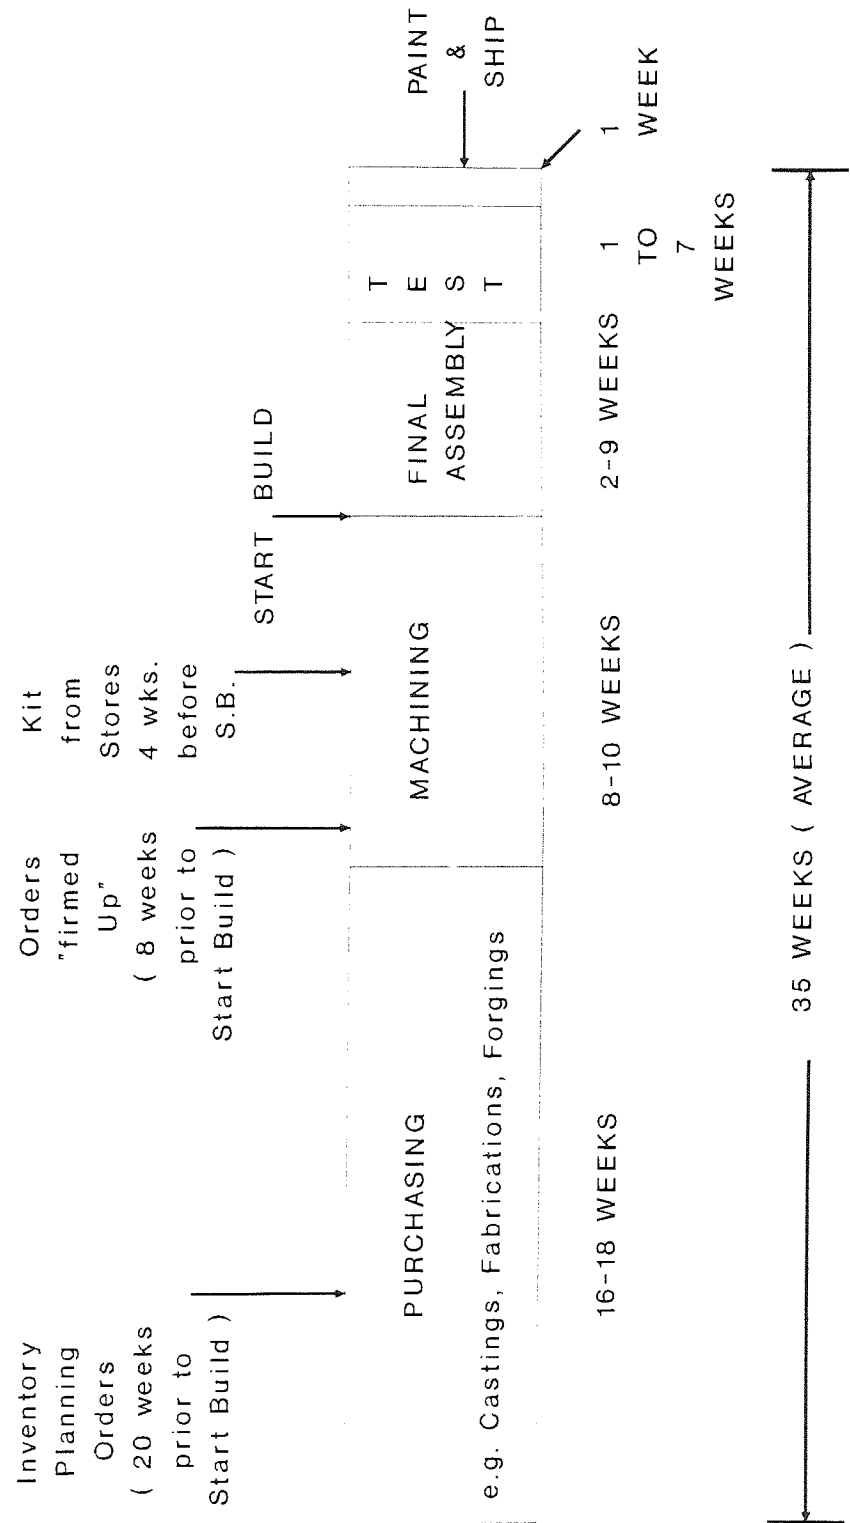 Inventory
Planning
Orders
( 20 weeks
prior to
Start Build )
Orders
"firmed
Up"
( 8 weeks
prior to
Start Build )
Kit
from
Stores
4 wks.
before
S.B.
START BUILD
PAINT
&
SHIP
PURCHASING
e.g. Castings, Fabrications, Forgings
MACHINING
FINAL
ASSEMBLY
T
E
S
T
16-18 WEEKS
8-10 WEEKS
2-9 WEEKS
1
TO
7
WEEKS
1
WEEK
35 WEEKS ( AVERAGE )